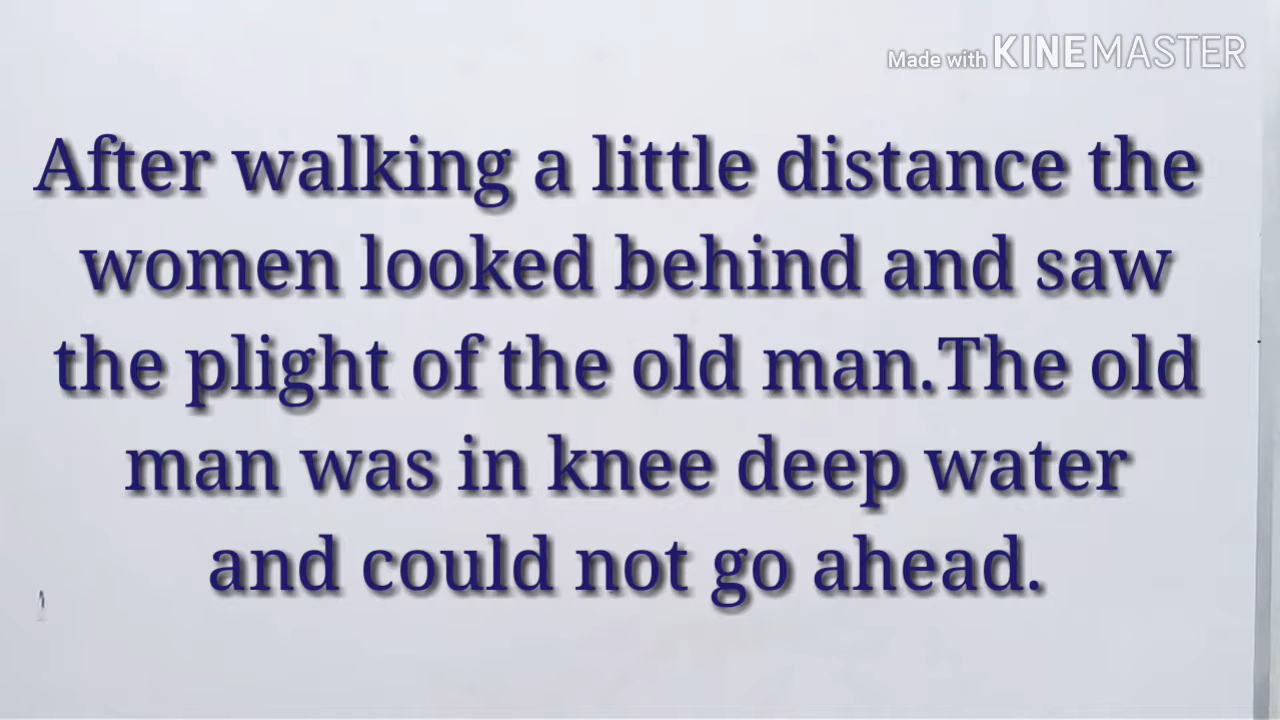 Made with KINEMASTER
After walking a little distance the
women looked behind and saw
the plight of the old man.The old
man was in knee deep water
and could not go ahead.